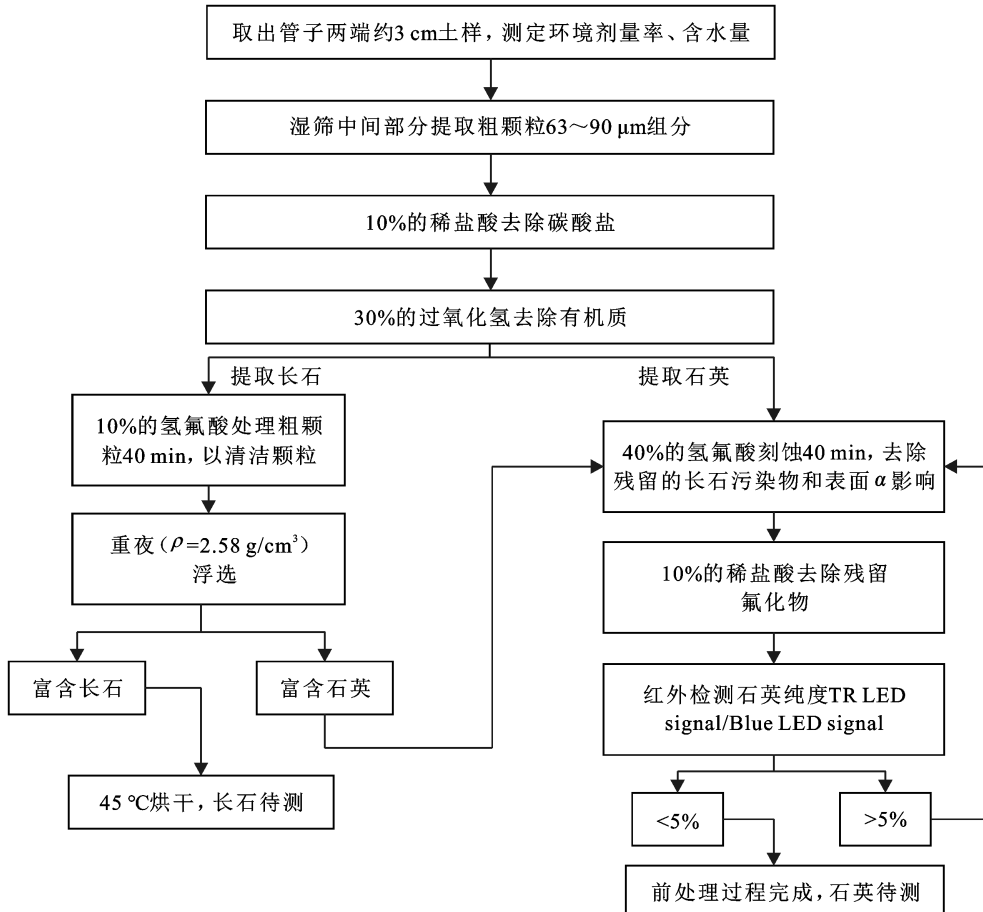 取出管子两端约3 cm土样，测定环境剂量率、含水量
湿筛中间部分提取粗颗粒63～90 μm组分
10%的稀盐酸去除碳酸盐
30%的过氧化氢去除有机质
提取长石
提取石英
10%的氢氟酸处理粗颗
粒40 min，以清洁颗粒
40%的氢氟酸刻蚀40 min，去除
残留的长石污染物和表面α影响
重夜（ρ=2.58 g/cm³）
浮选
10%的稀盐酸去除残留
氟化物
富含长石
富含石英
红外检测石英纯度TR LED
signal/Blue LED signal
45 ℃烘干，长石待测
<5%
>5%
前处理过程完成，石英待测